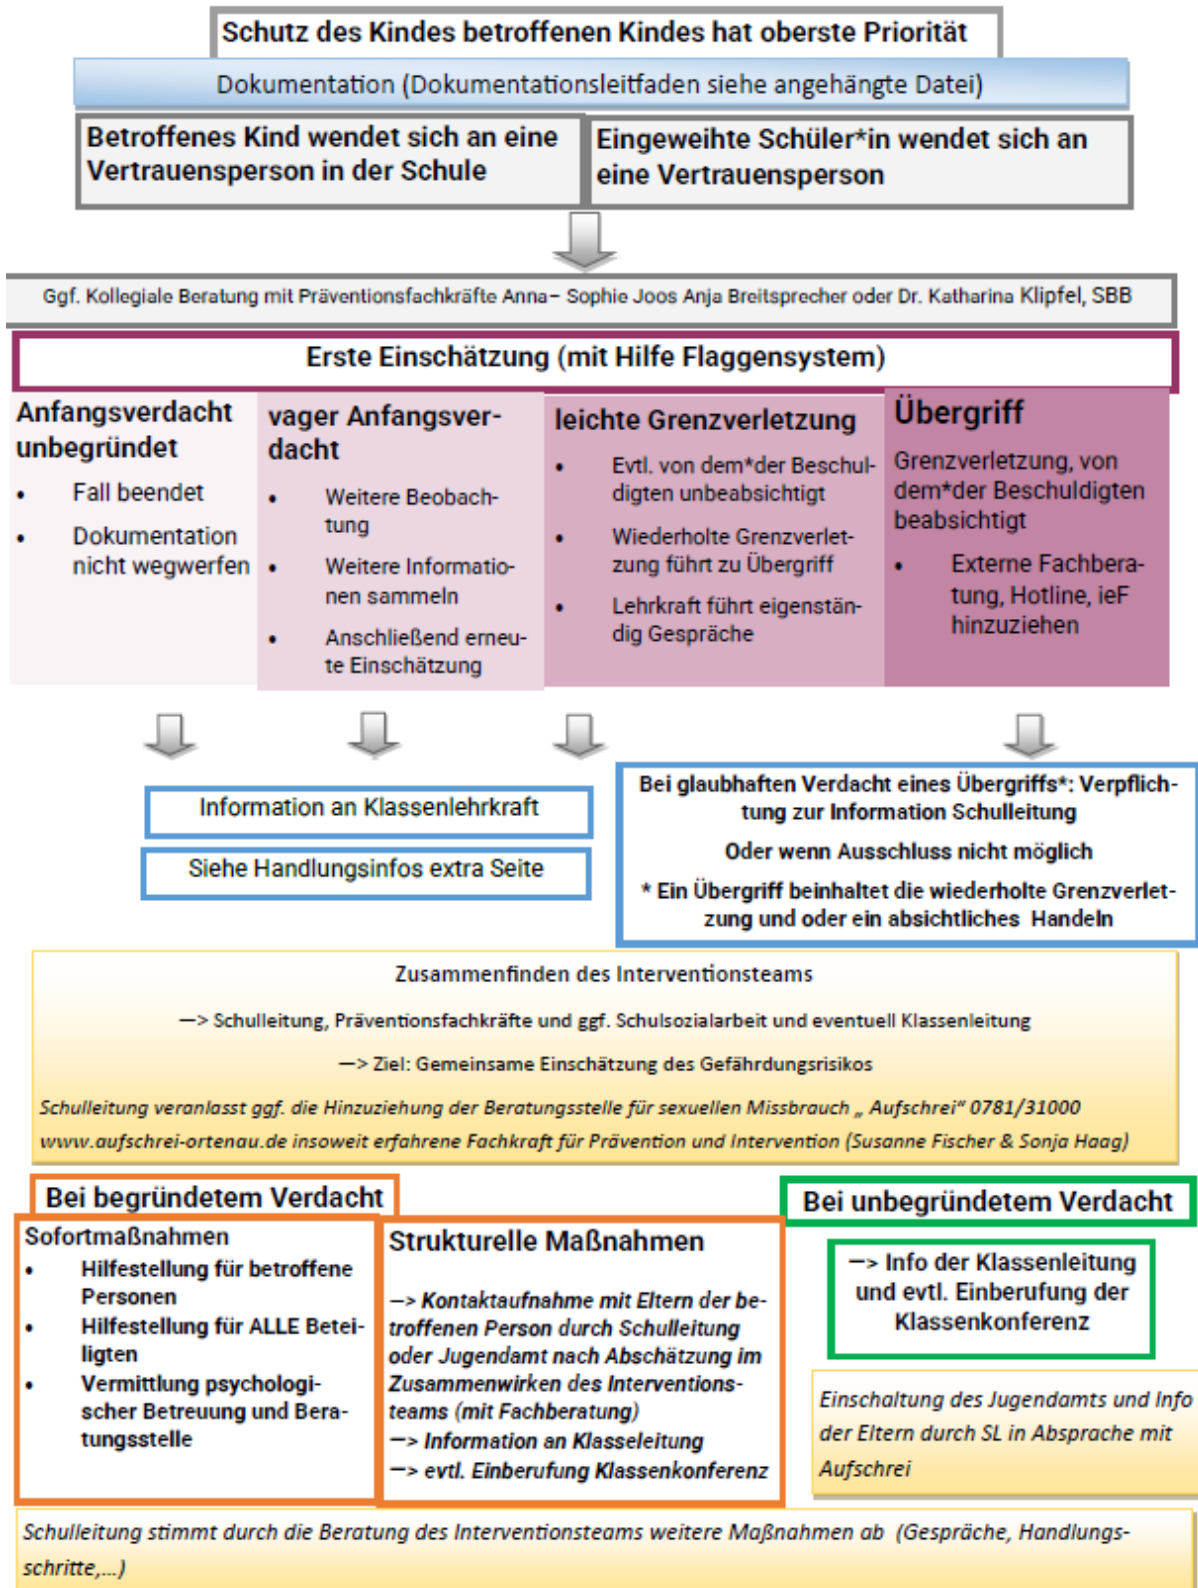 Schutz des Kindes betroffenen Kindes hat oberste Priorität
Dokumentation (Dokumentationsleitfaden siehe angehängte Datei)
Betroffenes Kind wendet sich an eine
Vertrauensperson in der Schule
Eingeweihte Schüler*in wendet sich an
eine Vertrauensperson
Ggf. Kollegiale Beratung mit Präventionsfachkräfte Anna– Sophie Joos Anja Breitsprecher oder Dr. Katharina Klipfel, SBB
Erste Einschätzung (mit Hilfe Flaggensystem)
Anfangsverdacht
unbegründet
• Fall beendet
• Dokumentation
nicht wegwerfen
vager Anfangsver-
dacht
• Weitere Beobach-
tung
• Weitere Informatio-
nen sammeln
• Anschließend erneu-
te Einschätzung
leichte Grenzverletzung
• Evtl. von dem*der Beschul-
digten unbeabsichtigt
• Wiederholte Grenzverlet-
zung führt zu Übergriff
• Lehrkraft führt eigenstän-
dig Gespräche
Übergriff
Grenzverletzung, von
dem*der Beschuldigten
beabsichtigt
• Externe Fachbera-
tung, Hotline, ieF
hinzuziehen
Information an Klassenlehrkraft
Siehe Handlungsinfos extra Seite
Bei glaubhaften Verdacht eines Übergriffs*: Verpflich-
tung zur Information Schulleitung
Oder wenn Ausschluss nicht möglich
* Ein Übergriff beinhaltet die wiederholte Grenzverlet-
zung und oder ein absichtliches Handeln
Zusammenfinden des Interventionsteams
—> Schulleitung, Präventionsfachkräfte und ggf. Schulsozialarbeit und eventuell Klassenleitung
—> Ziel: Gemeinsame Einschätzung des Gefährdungsrisikos
Schulleitung veranlasst ggf. die Hinzuziehung der Beratungsstelle für sexuellen Missbrauch „ Aufschrei" 0781/31000
www.aufschrei-ortenau.de insoweit erfahrene Fachkraft für Prävention und Intervention (Susanne Fischer & Sonja Haag)
Bei begründetem Verdacht
Sofortmaßnahmen
• Hilfestellung für betroffene
Personen
• Hilfestellung für ALLE Betei-
ligten
• Vermittlung psychologi-
scher Betreuung und Bera-
tungsstelle
Strukturelle Maßnahmen
—> Kontaktaufnahme mit Eltern der be-
troffenen Person durch Schulleitung
oder Jugendamt nach Abschätzung im
Zusammenwirken des Interventions-
teams (mit Fachberatung)
—> Information an Klasseleitung
—> evtl. Einberufung Klassenkonferenz
Bei unbegründetem Verdacht
—> Info der Klassenleitung
und evtl. Einberufung der
Klassenkonferenz
Einschaltung des Jugendamts und Info
der Eltern durch SL in Absprache mit
Aufschrei
Schulleitung stimmt durch die Beratung des Interventionsteams weitere Maßnahmen ab (Gespräche, Handlungs-
schritte,...)